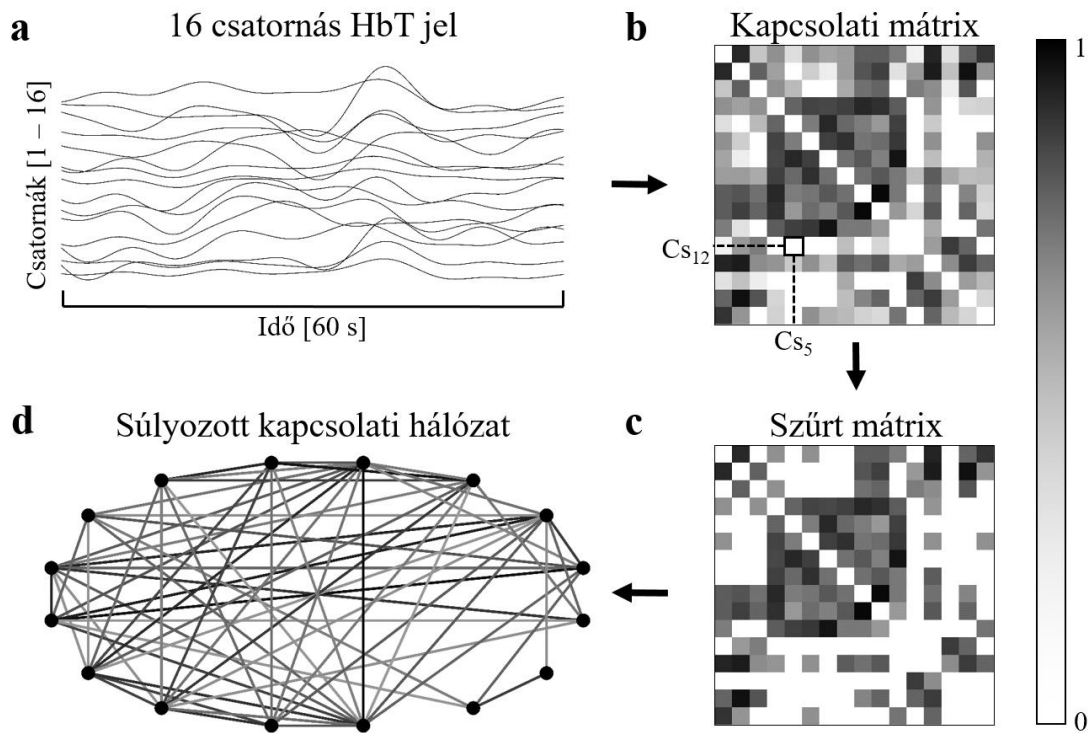 a
16 csatornás HbT jel
Csatornák [1 – 16]
Idő [60 s]
b
Kapcsolati mátrix
Cs12
Cs5
1
0
d
Súlyozott kapcsolati hálózat
c
Szűrt mátrix